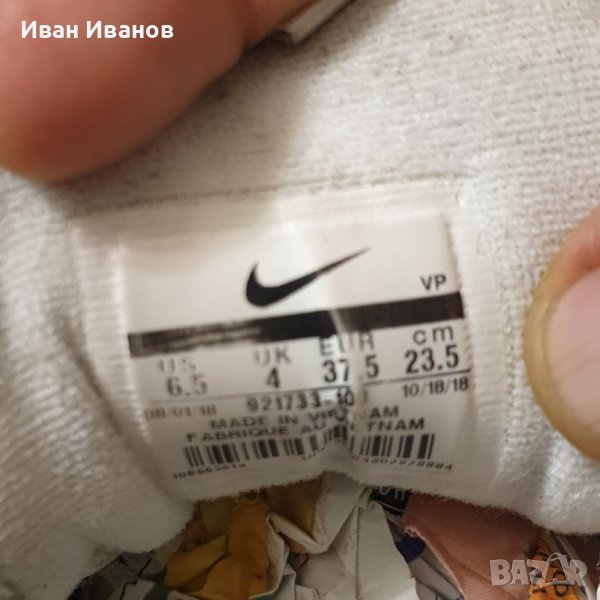 Иван Иванов
VP
US UK EUR cm
6.5 4 37.5 23.5
08/01/18 921733-10 10/18/18
MADE IN VIETNAM
FABRIQUE AU VIETNAM
BAZAR